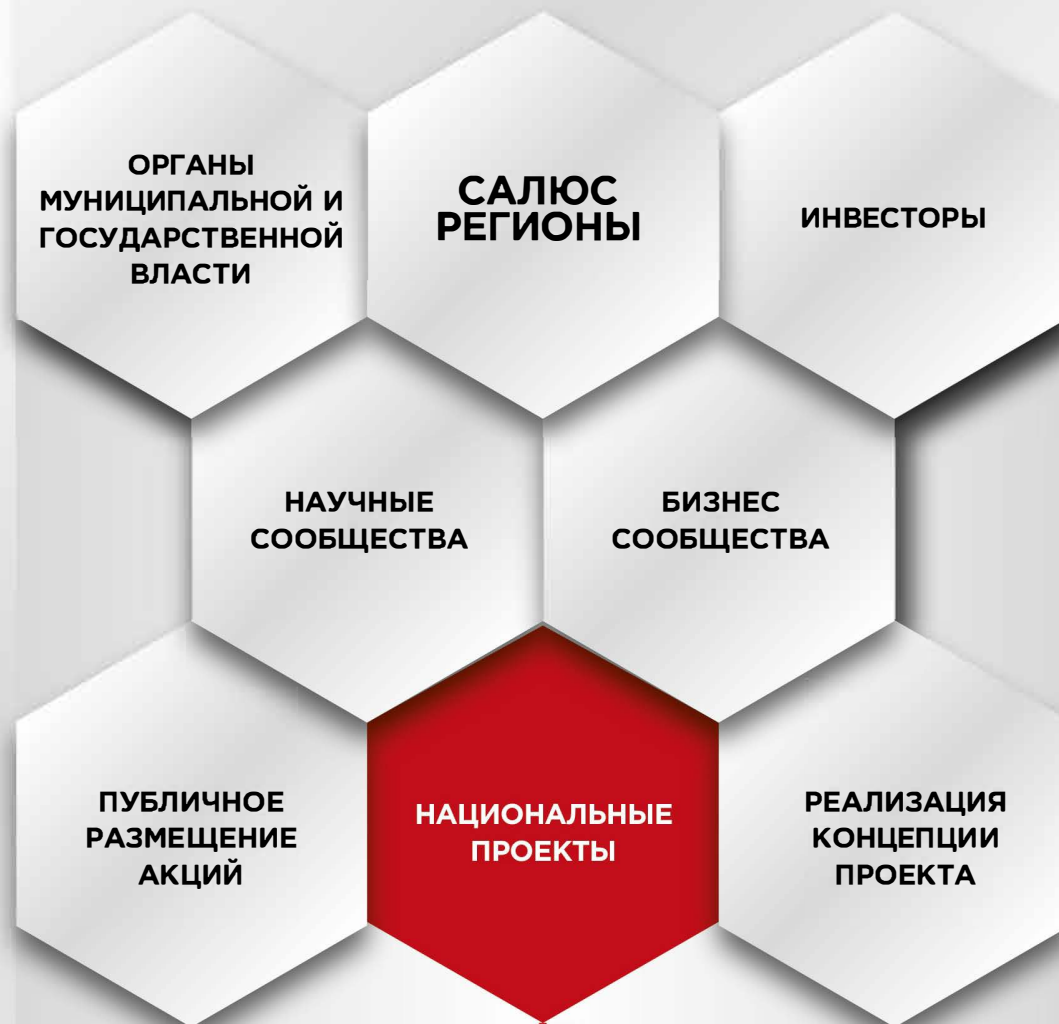 ОРГАНЫ
МУНИЦИПАЛЬНОЙ И
ГОСУДАРСТВЕННОЙ
ВЛАСТИ
САЛЮС
РЕГИОНЫ
ИНВЕСТОРЫ
НАУЧНЫЕ
СООБЩЕСТВА
БИЗНЕС
СООБЩЕСТВА
ПУБЛИЧНОЕ
РАЗМЕЩЕНИЕ
АКЦИЙ
НАЦИОНАЛЬНЫЕ
ПРОЕКТЫ
РЕАЛИЗАЦИЯ
КОНЦЕПЦИИ
ПРОЕКТА